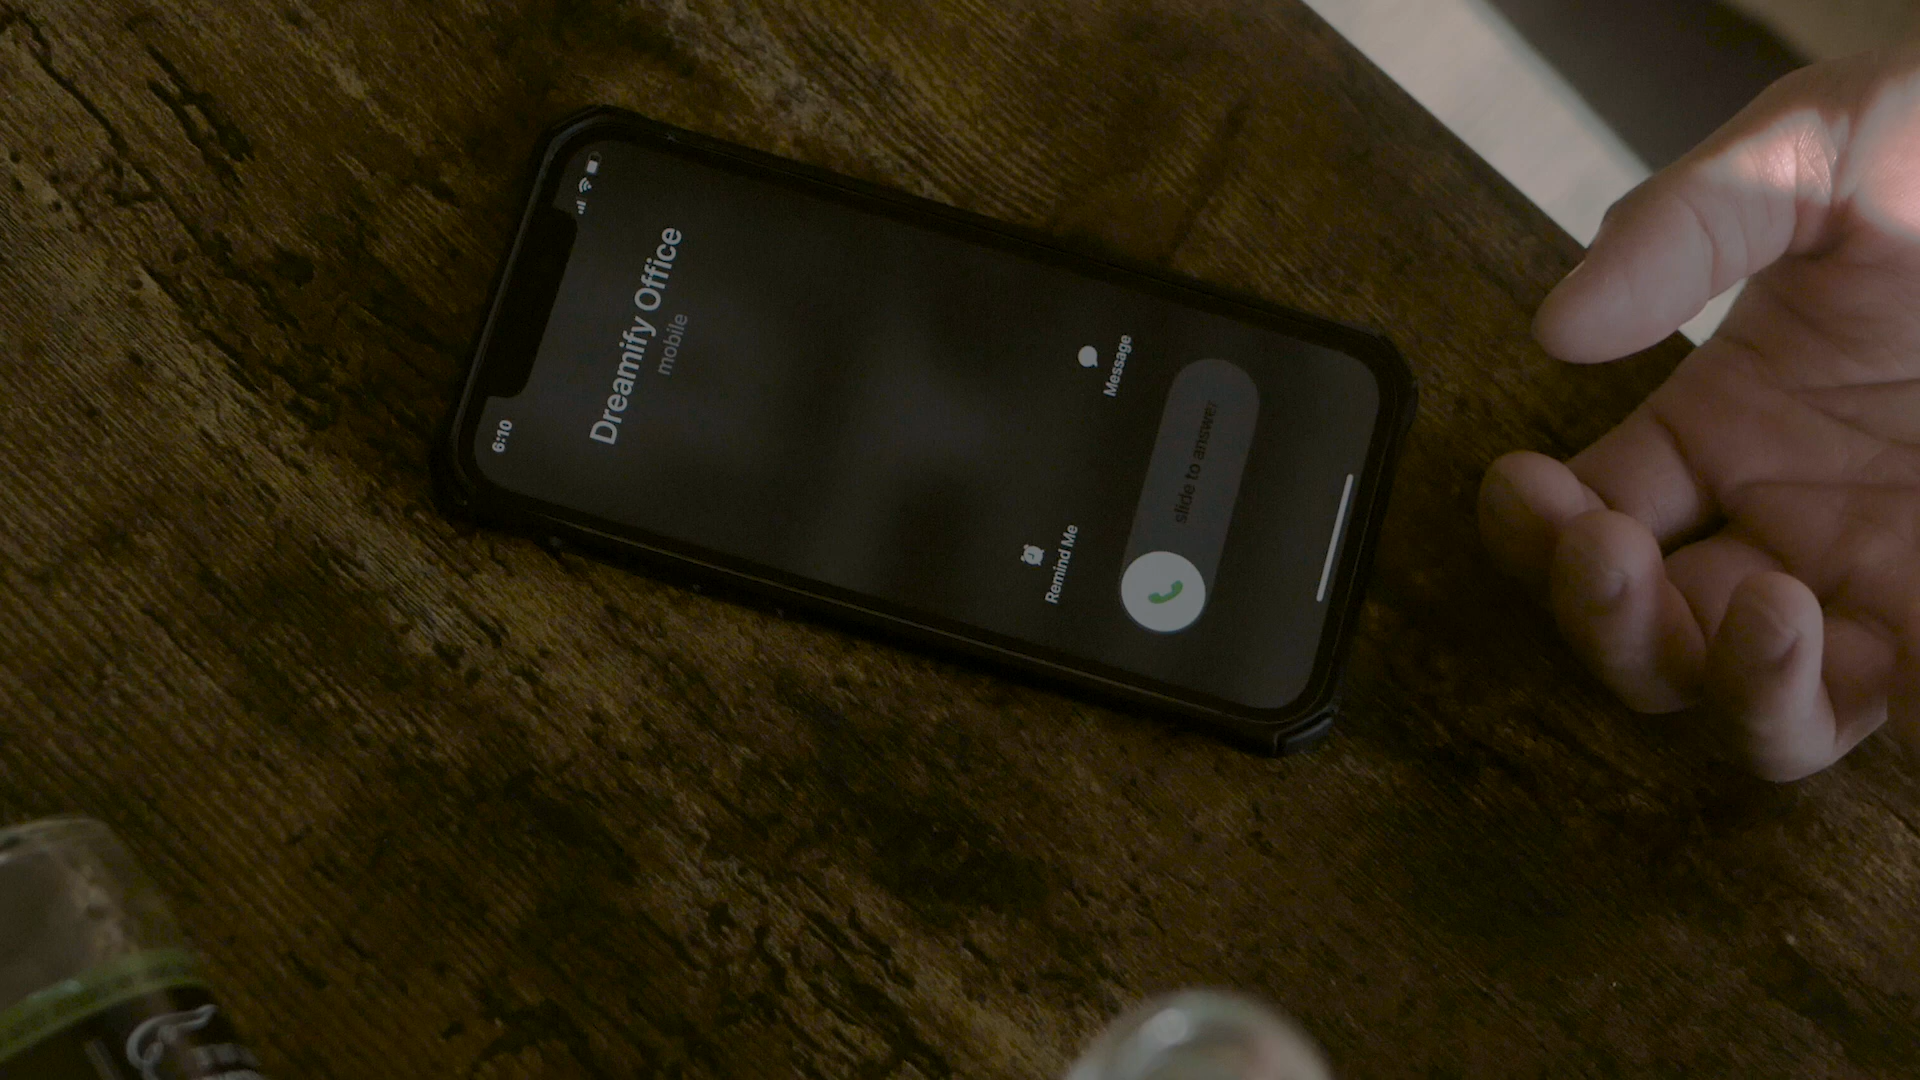 6:10
Dreamify Office
mobile
Remind Me
Message
slide to answer